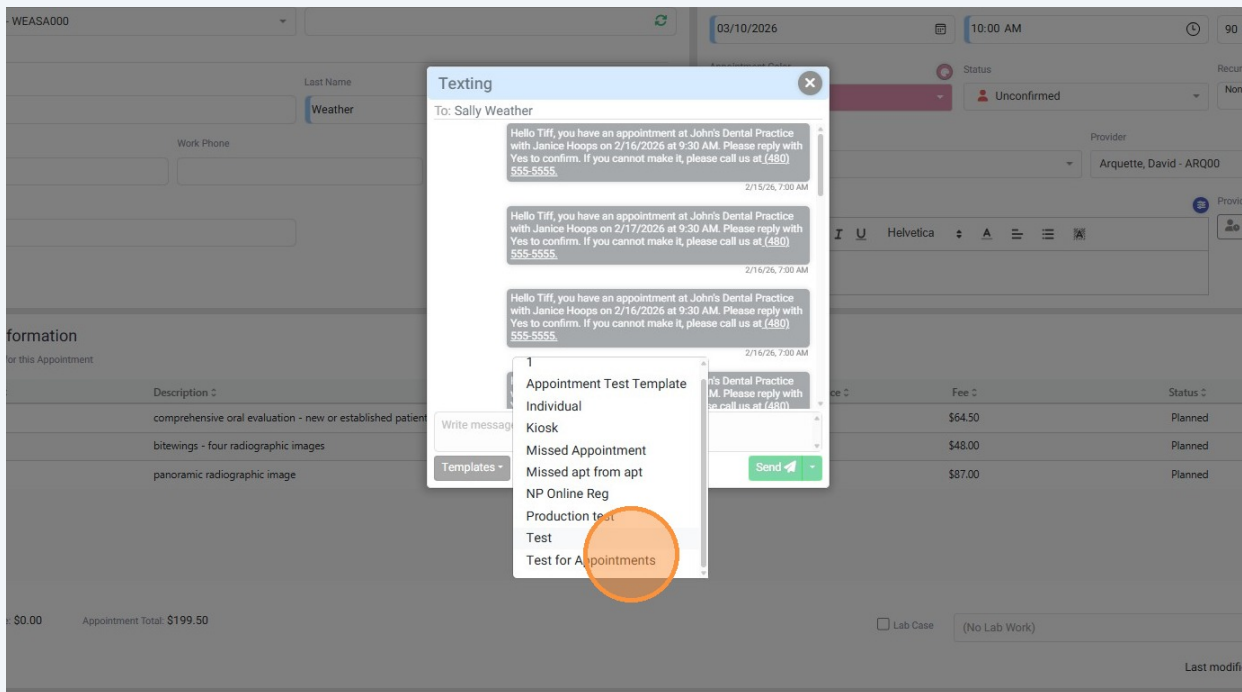 - WEASA000
03/10/2026
10:00 AM
90
Last Name
Weather
Status
Unconfirmed
Work Phone
Provider
Arquette, David - ARQ00
I U Helvetica A
Texting
To: Sally Weather
Hello Tiff, you have an appointment at John's Dental Practice
with Janice Hoops on 2/16/2026 at 9:30 AM. Please reply with
Yes to confirm. If you cannot make it, please call us at (480)
555-5555.
2/15/26, 7:00 AM
Hello Tiff, you have an appointment at John's Dental Practice
with Janice Hoops on 2/17/2026 at 9:30 AM. Please reply with
Yes to confirm. If you cannot make it, please call us at (480)
555-5555.
2/16/26, 7:00 AM
Hello Tiff, you have an appointment at John's Dental Practice
with Janice Hoops on 2/16/2026 at 9:30 AM. Please reply with
Yes to confirm. If you cannot make it, please call us at (480)
555-5555.
2/16/26, 7:00 AM
n's Dental Practice
M. Please reply with
se call us at (480)
Write messag
Templates
Send
1
Appointment Test Template
Individual
Kiosk
Missed Appointment
Missed apt from apt
NP Online Reg
Production test
Test
Test for Appointments
formation
for this Appointment
Description Fee Status
comprehensive oral evaluation - new or established patient $64.50 Planned
bitewings - four radiographic images $48.00 Planned
panoramic radiographic image $87.00 Planned
$0.00 Appointment Total: $199.50
Lab Case (No Lab Work)
Last modifi